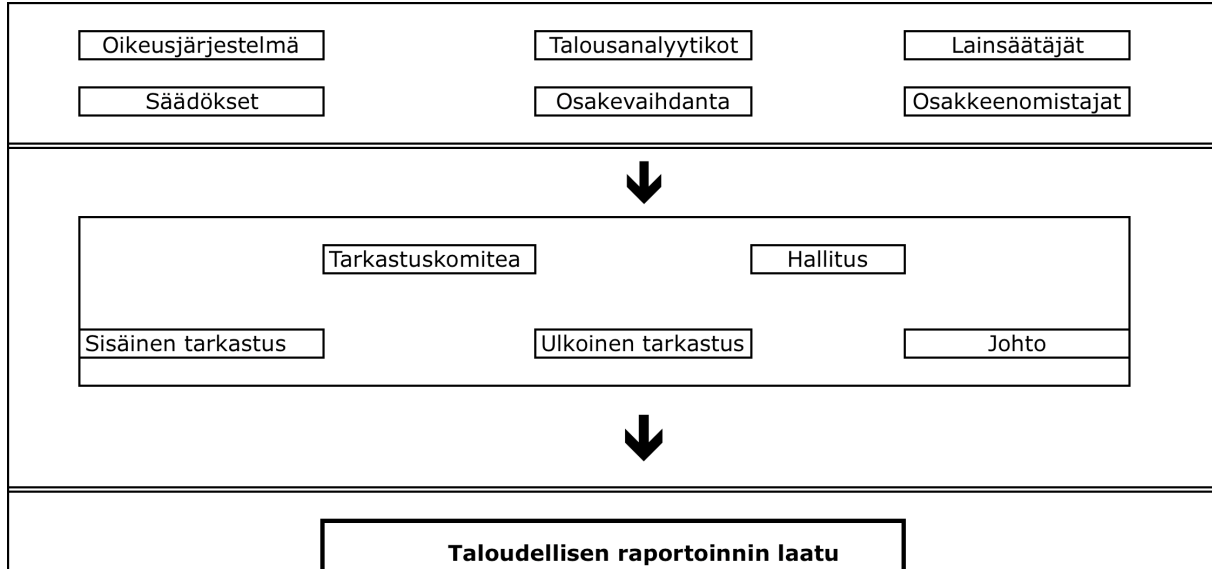 Oikeusjärjestelmä Talousanalyytikot Lainsäätäjät
Säädökset Osakevaihdanta Osakkeenomistajat
Tarkastuskomitea Hallitus
Sisäinen tarkastus Ulkoinen tarkastus Johto
Taloudellisen raportoinnin laatu